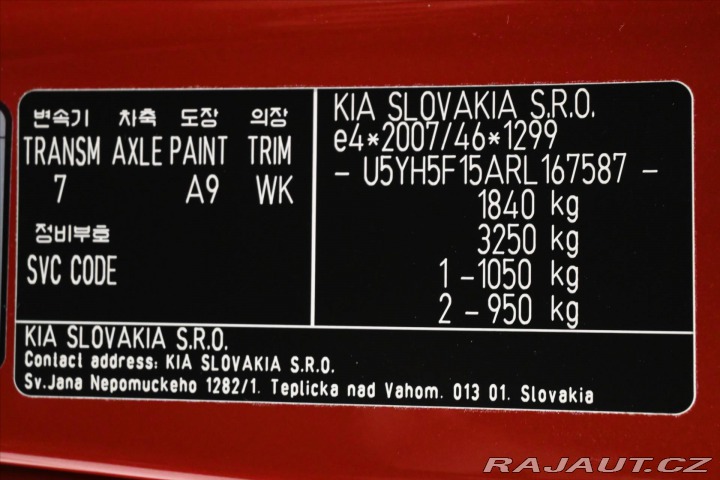 변속기 차축 도장 의장
TRANSM AXLE PAINT TRIM
7 A9 WK
정비부호
SVC CODE
KIA SLOVAKIA S.R.O.
e4*2007/46*1299
- U5YH5F15ARL167587 -
1840 kg
3250 kg
1 - 1050 kg
2 - 950 kg
KIA SLOVAKIA S.R.O.
Contact address: KIA SLOVAKIA S.R.O.
Sv.Jana Nepomuckeho 1282/1. Teplicka nad Vahom. 013 01. Slovakia
RAJAUT.CZ